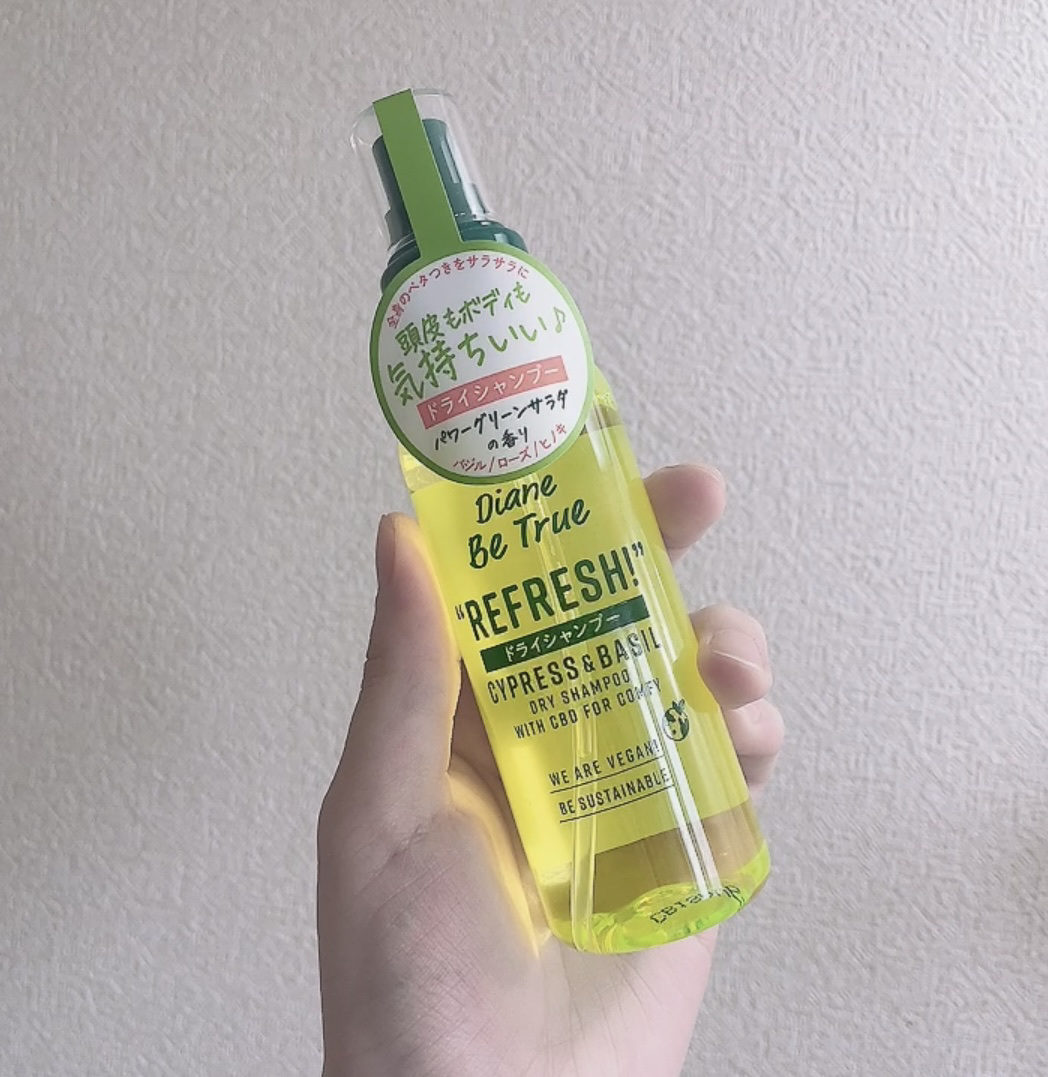 全身のベタつきをサラサラに
頭皮もボディも
気持ちいい♪
ドライシャンプー
パワーグリーンサラダ
の香り
バジル/ローズ/ヒノキ
Diane
Be True
“REFRESH!”
ドライシャンプー
CYPRESS & BASIL
DRY SHAMPOO
WITH CBD FOR COMFY
WE ARE VEGAN!
BE SUSTAINABLE